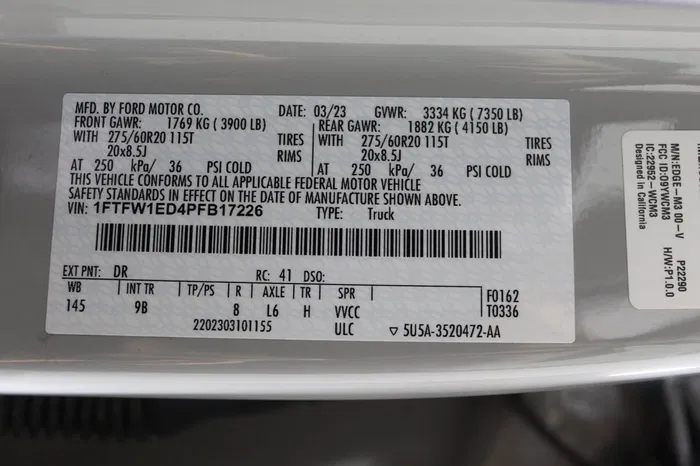 MFD. BY FORD MOTOR CO.
DATE: 03/23 GVWR: 3334 KG ( 7350 LB)
FRONT GAWR: 1769 KG ( 3900 LB)
REAR GAWR: 1882 KG ( 4150 LB)
WITH 275/60R20 115T TIRES
WITH 275/60R20 115T TIRES
20x8.5J RIMS
20x8.5J RIMS
AT 250 kPa/ 36 PSI COLD
AT 250 kPa/ 36 PSI COLD
THIS VEHICLE CONFORMS TO ALL APPLICABLE FEDERAL MOTOR VEHICLE
SAFETY STANDARDS IN EFFECT ON THE DATE OF MANUFACTURE SHOWN ABOVE.
VIN: 1FTFW1ED4PFB17226 TYPE: Truck
EXT PNT: DR RC: 41 DSO:
WB INT TR TP/PS R AXLE TR SPR F0162
145 9B 8 L6 H VVCC T0336
2202303101155 ULC ▽ 5U5A-3520472-AA
M/N:EDGE-M3 00-V P22290
FCC ID:O9YWCM3
IC:22952-WCM3 H/W:P1.0.0
Designed in California